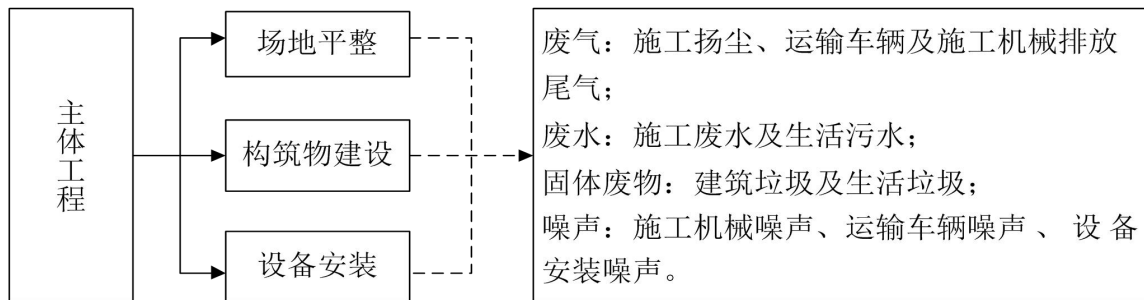 主体工程
场地平整
构筑物建设
设备安装
废气：施工扬尘、运输车辆及施工机械排放
尾气；
废水：施工废水及生活污水；
固体废物：建筑垃圾及生活垃圾；
噪声：施工机械噪声、运输车辆噪声 、 设 备
安装噪声。